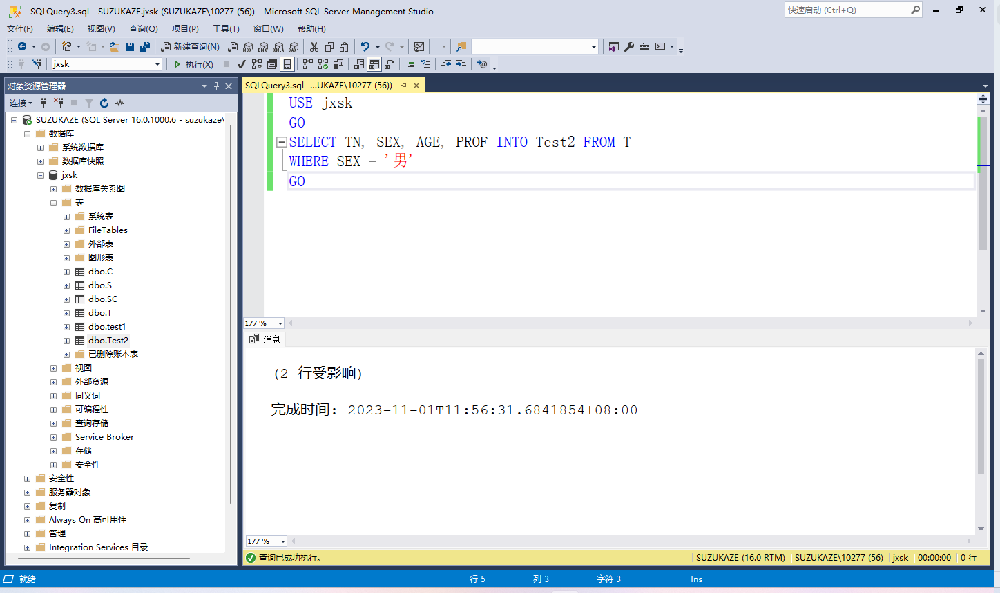 SQLQuery3.sql - SUZUKAZE.jxsk (SUZUKAZE\10277 (56)) - Microsoft SQL Server Management Studio
快速启动 (Ctrl+Q)
文件(F) 编辑(E) 视图(V) 查询(Q) 项目(P) 工具(T) 窗口(W) 帮助(H)
新建查询(N) MDX DMX XMLA DAX
jxsk 执行(X)
对象资源管理器
连接
SUZUKAZE (SQL Server 16.0.1000.6 - suzukaze\
数据库
系统数据库
数据库快照
jxsk
数据库关系图
表
系统表
FileTables
外部表
图形表
dbo.C
dbo.S
dbo.SC
dbo.T
dbo.test1
dbo.Test2
已删除账本表
视图
外部资源
同义词
可编程性
查询存储
Service Broker
存储
安全性
安全性
服务器对象
复制
Always On 高可用性
管理
Integration Services 目录
SQLQuery3.sql -...UKAZE\10277 (56))
USE jxsk
GO
SELECT TN, SEX, AGE, PROF INTO Test2 FROM T
WHERE SEX = '男'
GO
177 %
消息
(2 行受影响)
完成时间: 2023-11-01T11:56:31.6841854+08:00
177 %
查询已成功执行。 SUZUKAZE (16.0 RTM) SUZUKAZE\10277 (56) jxsk 00:00:00 0 行
就绪 行 5 列 3 字符 3 Ins